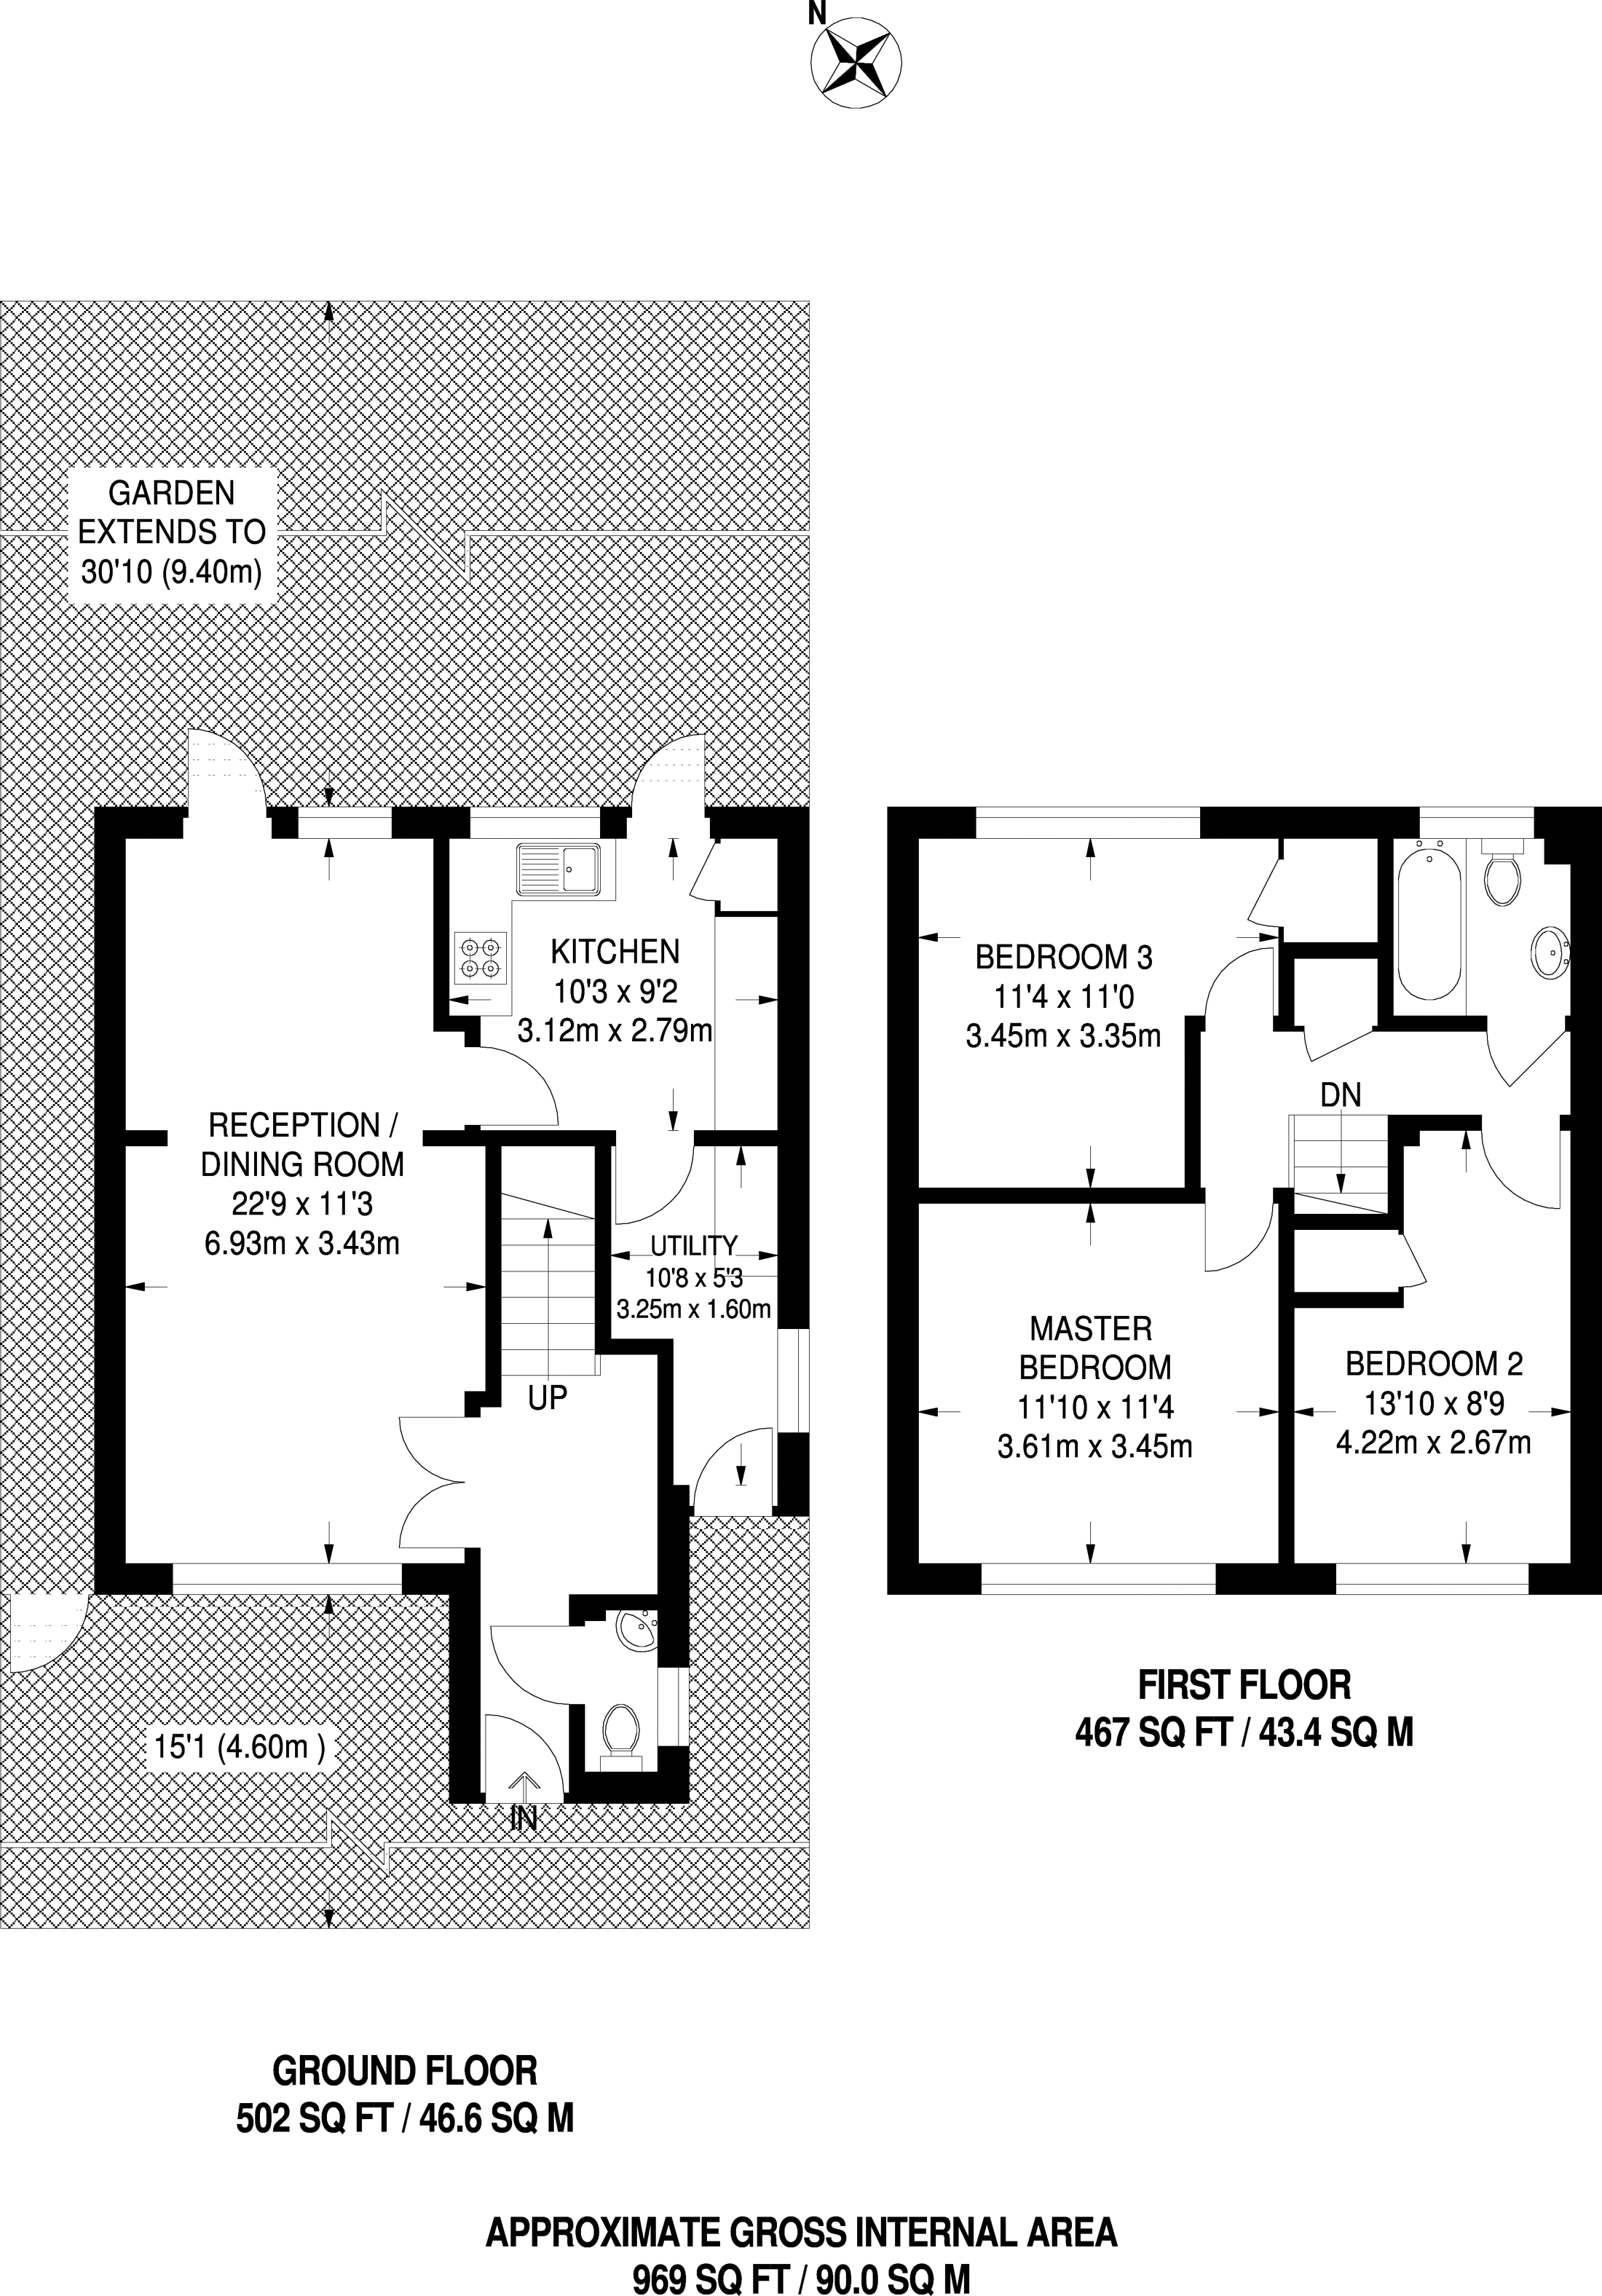 N
GARDEN
EXTENDS TO
30'10 (9.40m)
KITCHEN
10'3 x 9'2
3.12m x 2.79m
RECEPTION /
DINING ROOM
22'9 x 11'3
6.93m x 3.43m
UTILITY
10'8 x 5'3
3.25m x 1.60m
UP
15'1 (4.60m )
IN
BEDROOM 3
11'4 x 11'0
3.45m x 3.35m
DN
MASTER
BEDROOM
11'10 x 11'4
3.61m x 3.45m
BEDROOM 2
13'10 x 8'9
4.22m x 2.67m
FIRST FLOOR
467 SQ FT / 43.4 SQ M
GROUND FLOOR
502 SQ FT / 46.6 SQ M
APPROXIMATE GROSS INTERNAL AREA
969 SQ FT / 90.0 SQ M